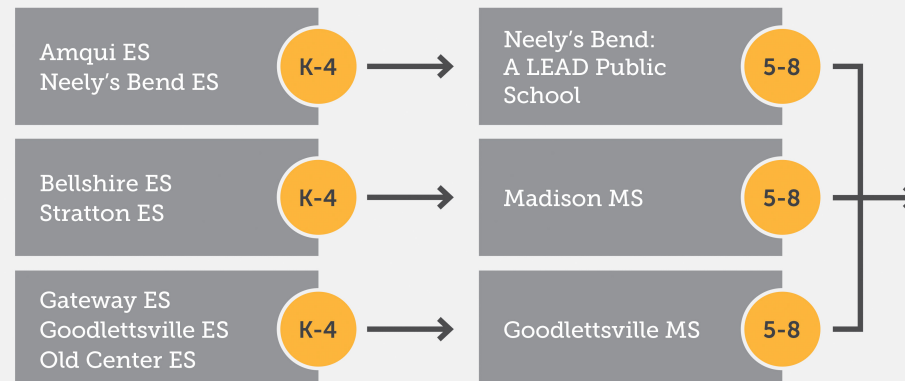 Amqui ES
Neely’s Bend ES
K-4
Neely’s Bend:
A LEAD Public
School
5-8
Bellshire ES
Stratton ES
K-4
Madison MS
5-8
Gateway ES
Goodlettsville ES
Old Center ES
K-4
Goodlettsville MS
5-8